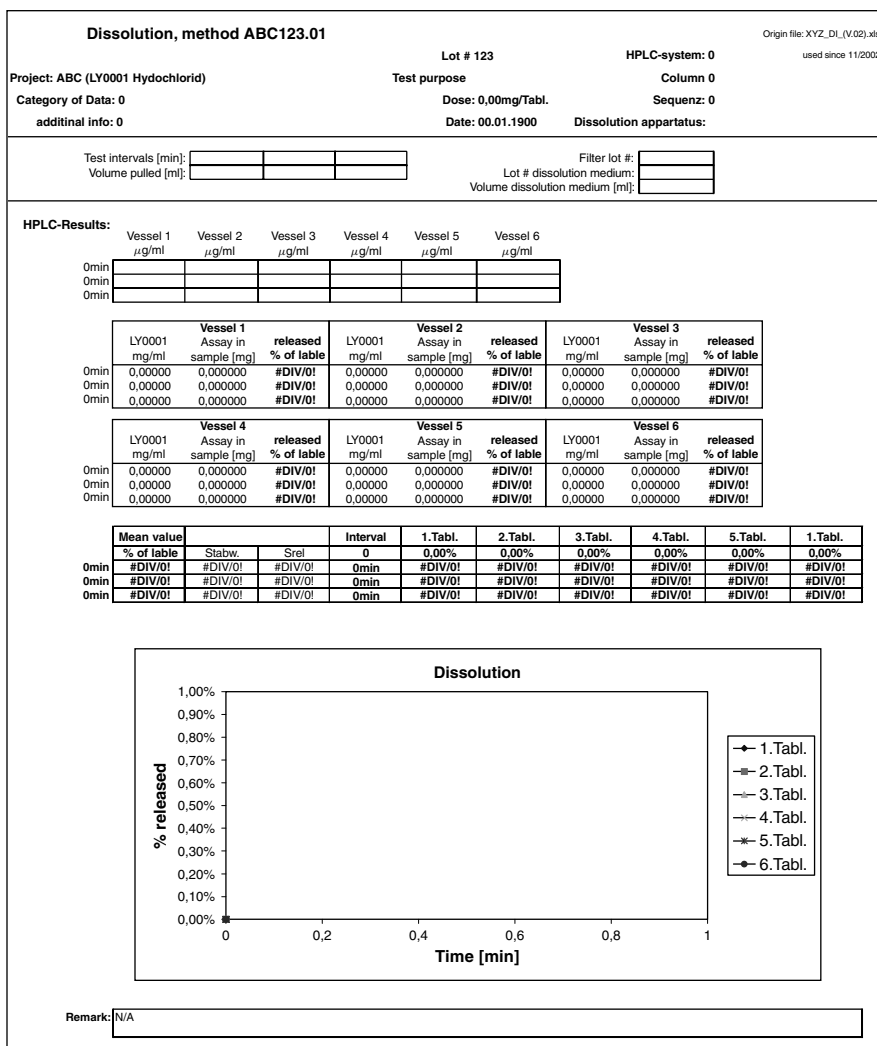 Dissolution, method ABC123.01
Origin file: XYZ_DI_(V.02).xls
Lot # 123 HPLC-system: 0 used since 11/2002
Project: ABC (LY0001 Hydochlorid) Test purpose Column 0
Category of Data: 0 Dose: 0,00mg/Tabl. Sequenz: 0
additinal info: 0 Date: 00.01.1900 Dissolution appartatus:
Test intervals [min]: Filter lot #:
Volume pulled [ml]: Lot # dissolution medium:
Volume dissolution medium [ml]:
HPLC-Results:
Vessel 1 Vessel 2 Vessel 3 Vessel 4 Vessel 5 Vessel 6
µg/ml µg/ml µg/ml µg/ml µg/ml µg/ml
0min
0min
0min
Vessel 1 Vessel 2 Vessel 3
LY0001 Assay in released LY0001 Assay in released LY0001 Assay in released
mg/ml sample [mg] % of lable mg/ml sample [mg] % of lable mg/ml sample [mg] % of lable
0min 0,00000 0,000000 #DIV/0! 0,00000 0,000000 #DIV/0! 0,00000 0,000000 #DIV/0!
0min 0,00000 0,000000 #DIV/0! 0,00000 0,000000 #DIV/0! 0,00000 0,000000 #DIV/0!
0min 0,00000 0,000000 #DIV/0! 0,00000 0,000000 #DIV/0! 0,00000 0,000000 #DIV/0!
Vessel 4 Vessel 5 Vessel 6
LY0001 Assay in released LY0001 Assay in released LY0001 Assay in released
mg/ml sample [mg] % of lable mg/ml sample [mg] % of lable mg/ml sample [mg] % of lable
0min 0,00000 0,000000 #DIV/0! 0,00000 0,000000 #DIV/0! 0,00000 0,000000 #DIV/0!
0min 0,00000 0,000000 #DIV/0! 0,00000 0,000000 #DIV/0! 0,00000 0,000000 #DIV/0!
0min 0,00000 0,000000 #DIV/0! 0,00000 0,000000 #DIV/0! 0,00000 0,000000 #DIV/0!
Mean value Interval 1.Tabl. 2.Tabl. 3.Tabl. 4.Tabl. 5.Tabl. 1.Tabl.
% of lable Stabw. Srel 0 0,00% 0,00% 0,00% 0,00% 0,00% 0,00%
0min #DIV/0! #DIV/0! #DIV/0! 0min #DIV/0! #DIV/0! #DIV/0! #DIV/0! #DIV/0! #DIV/0!
0min #DIV/0! #DIV/0! #DIV/0! 0min #DIV/0! #DIV/0! #DIV/0! #DIV/0! #DIV/0! #DIV/0!
0min #DIV/0! #DIV/0! #DIV/0! 0min #DIV/0! #DIV/0! #DIV/0! #DIV/0! #DIV/0! #DIV/0!
Dissolution
% released
1,00%
0,90%
0,80%
0,70%
0,60%
0,50%
0,40%
0,30%
0,20%
0,10%
0,00%
0 0,2 0,4 0,6 0,8 1
Time [min]
1.Tabl.
2.Tabl.
3.Tabl.
4.Tabl.
5.Tabl.
6.Tabl.
Remark: N/A